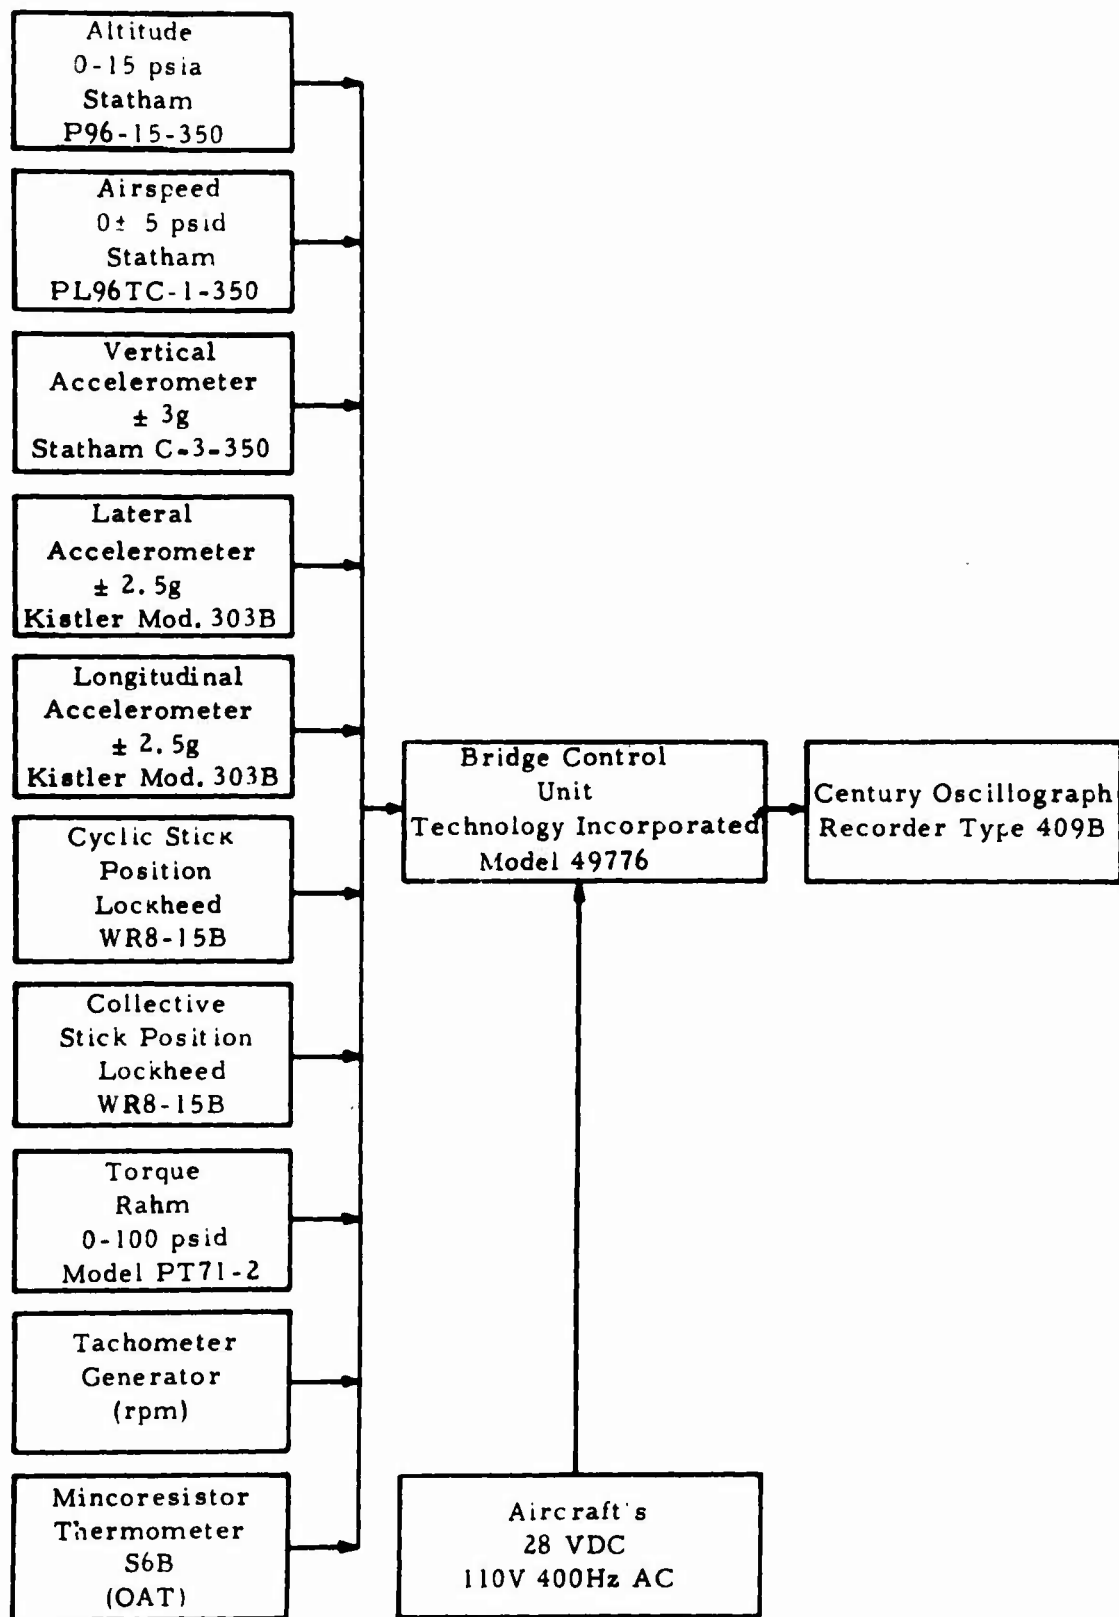 Altitude
0-15 psia
Statham
P96-15-350
Airspeed
0± 5 psid
Statham
PL96TC-1-350
Vertical
Accelerometer
± 3g
Statham C-3-350
Lateral
Accelerometer
± 2.5g
Kistler Mod. 303B
Longitudinal
Accelerometer
± 2.5g
Kistler Mod. 303B
Cyclic Stick
Position
Lockheed
WR8-15B
Collective
Stick Position
Lockheed
WR8-15B
Torque
Rahm
0-100 psid
Model PT71-2
Tachometer
Generator
(rpm)
Mincoresistor
Thermometer
S6B
(OAT)
Bridge Control
Unit
Technology Incorporated
Model 49776
Century Oscillograph
Recorder Type 409B
Aircraft's
28 VDC
110V 400Hz AC